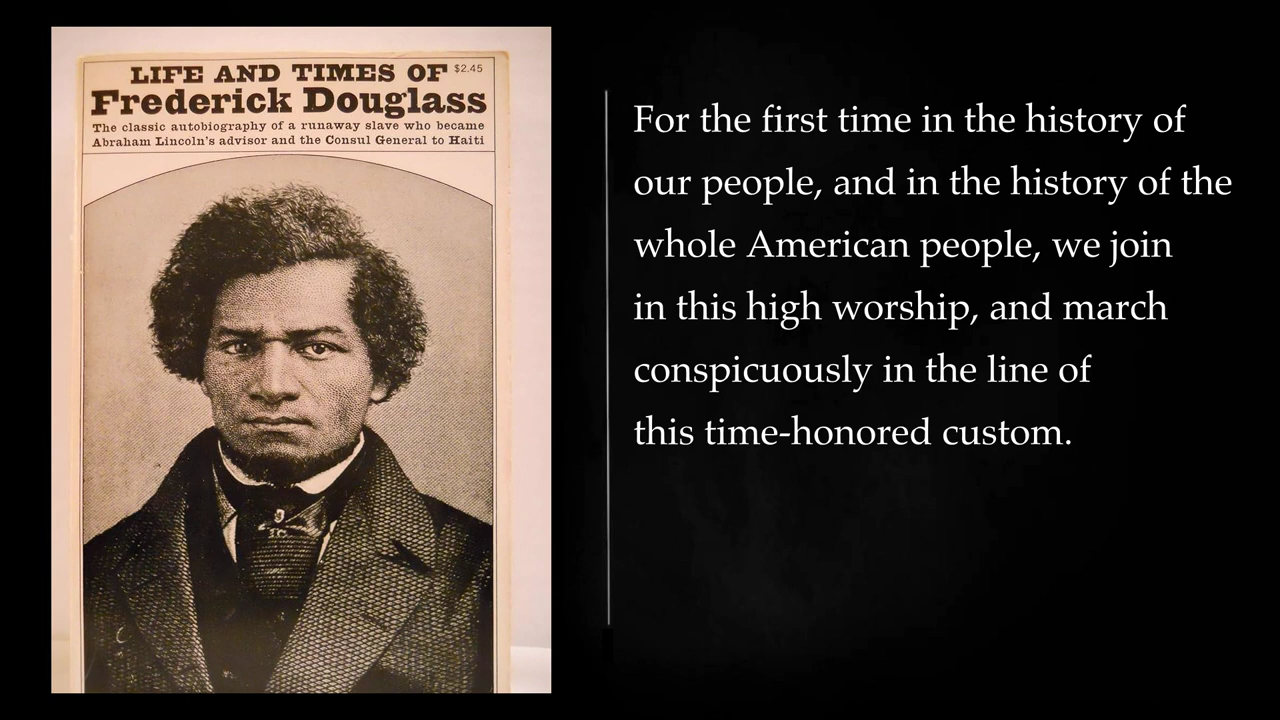 LIFE AND TIMES OF $2.45
Frederick Douglass
The classic autobiography of a runaway slave who became
Abraham Lincoln's advisor and the Consul General to Haiti
For the first time in the history of
our people, and in the history of the
whole American people, we join
in this high worship, and march
conspicuously in the line of
this time-honored custom.